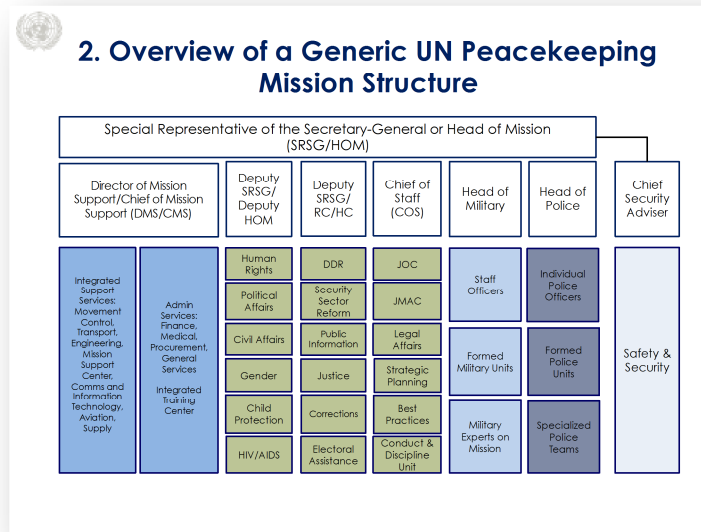 2. Overview of a Generic UN Peacekeeping
Mission Structure
Special Representative of the Secretary-General or Head of Mission
(SRSG/HOM)
Director of Mission
Support/Chief of Mission
Support (DMS/CMS)
Deputy
SRSG/
Deputy
HOM
Deputy
SRSG/
RC/HC
Chief of
Staff
(COS)
Head of
Military
Head of
Police
Chief
Security
Adviser
Integrated
Support
Services:
Movement
Control,
Transport,
Engineering,
Mission
Support
Center,
Comms and
Information
Technology,
Aviation,
Supply
Admin
Services:
Finance,
Medical,
Procurement,
General
Services
Integrated
Training
Center
Human
Rights
Political
Affairs
Civil Affairs
Gender
Child
Protection
HIV/AIDS
DDR
Security
Sector
Reform
Public
Information
Justice
Corrections
Electoral
Assistance
JOC
JMAC
Legal
Affairs
Strategic
Planning
Best
Practices
Conduct &
Discipline
Unit
Staff
Officers
Formed
Military Units
Military
Experts on
Mission
Individual
Police
Officers
Formed
Police
Units
Specialized
Police
Teams
Safety &
Security